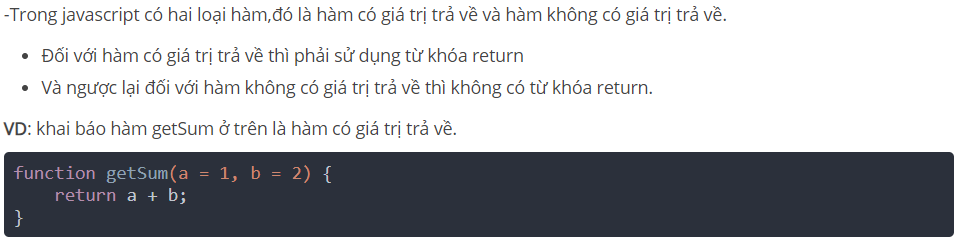 -Trong javascript có hai loại hàm,đó là hàm có giá trị trả về và hàm không có giá trị trả về.
• Đối với hàm có giá trị trả về thì phải sử dụng từ khóa return
• Và ngược lại đối với hàm không có giá trị trả về thì không có từ khóa return.
VD: khai báo hàm getSum ở trên là hàm có giá trị trả về.
function getSum(a = 1, b = 2) {
    return a + b;
}